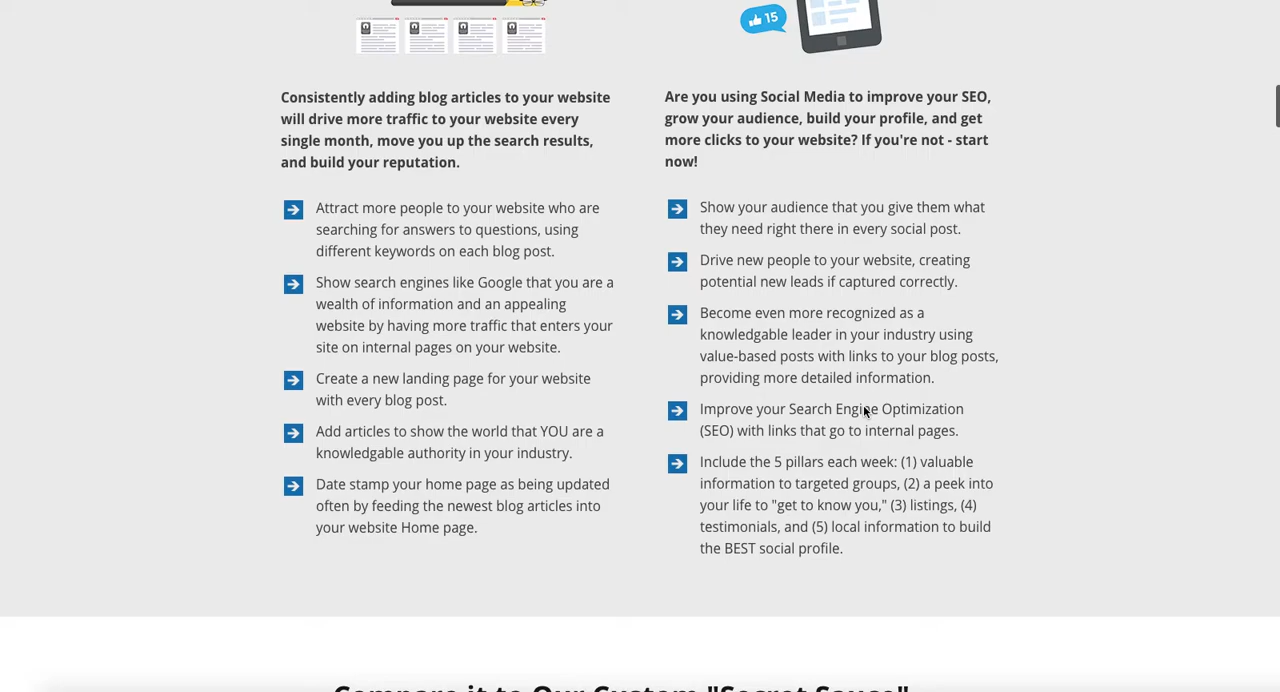 15
Consistently adding blog articles to your website
will drive more traffic to your website every
single month, move you up the search results,
and build your reputation.
Attract more people to your website who are
searching for answers to questions, using
different keywords on each blog post.
Show search engines like Google that you are a
wealth of information and an appealing
website by having more traffic that enters your
site on internal pages on your website.
Create a new landing page for your website
with every blog post.
Add articles to show the world that YOU are a
knowledgable authority in your industry.
Date stamp your home page as being updated
often by feeding the newest blog articles into
your website Home page.
Are you using Social Media to improve your SEO,
grow your audience, build your profile, and get
more clicks to your website? If you're not - start
now!
Show your audience that you give them what
they need right there in every social post.
Drive new people to your website, creating
potential new leads if captured correctly.
Become even more recognized as a
knowledgable leader in your industry using
value-based posts with links to your blog posts,
providing more detailed information.
Improve your Search Engine Optimization
(SEO) with links that go to internal pages.
Include the 5 pillars each week: (1) valuable
information to targeted groups, (2) a peek into
your life to "get to know you," (3) listings, (4)
testimonials, and (5) local information to build
the BEST social profile.
Compare it to Our Custom "Secret Sauce"